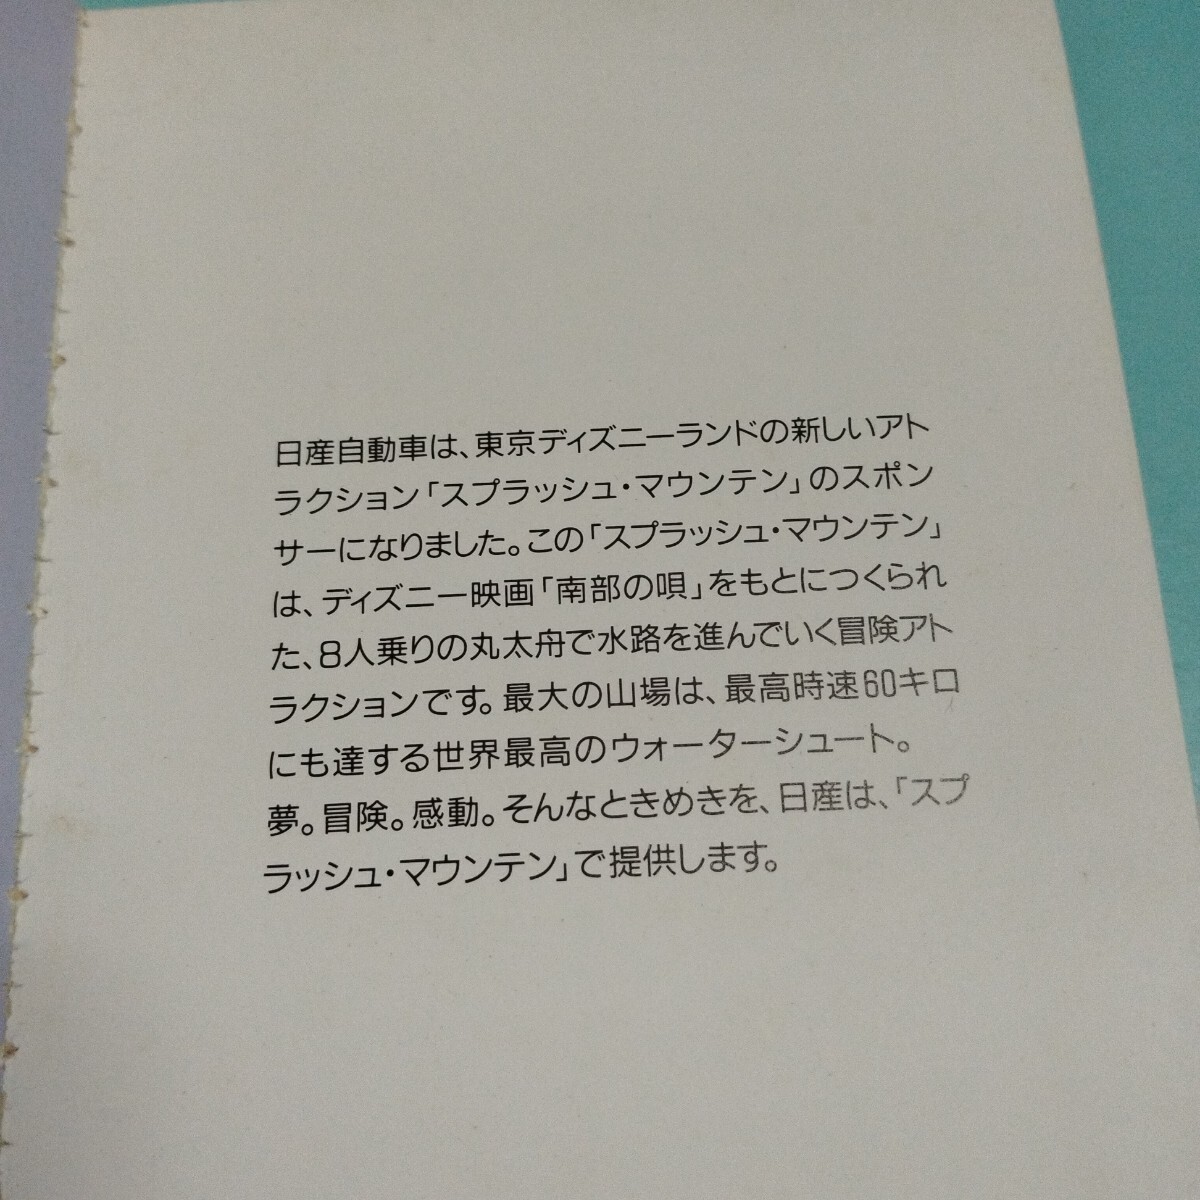 日産自動車は、東京ディズニーランドの新しいアト
ラクション「スプラッシュ・マウンテン」のスポン
サーになりました。この「スプラッシュ・マウンテン」
は、ディズニー映画「南部の唄」をもとにつくられ
た、8人乗りの丸太舟で水路を進んでいく冒険アト
ラクションです。最大の山場は、最高時速60キロ
にも達する世界最高のウォーターシュート。
夢。冒険。感動。そんなときめきを、日産は、「スプ
ラッシュ・マウンテン」で提供します。